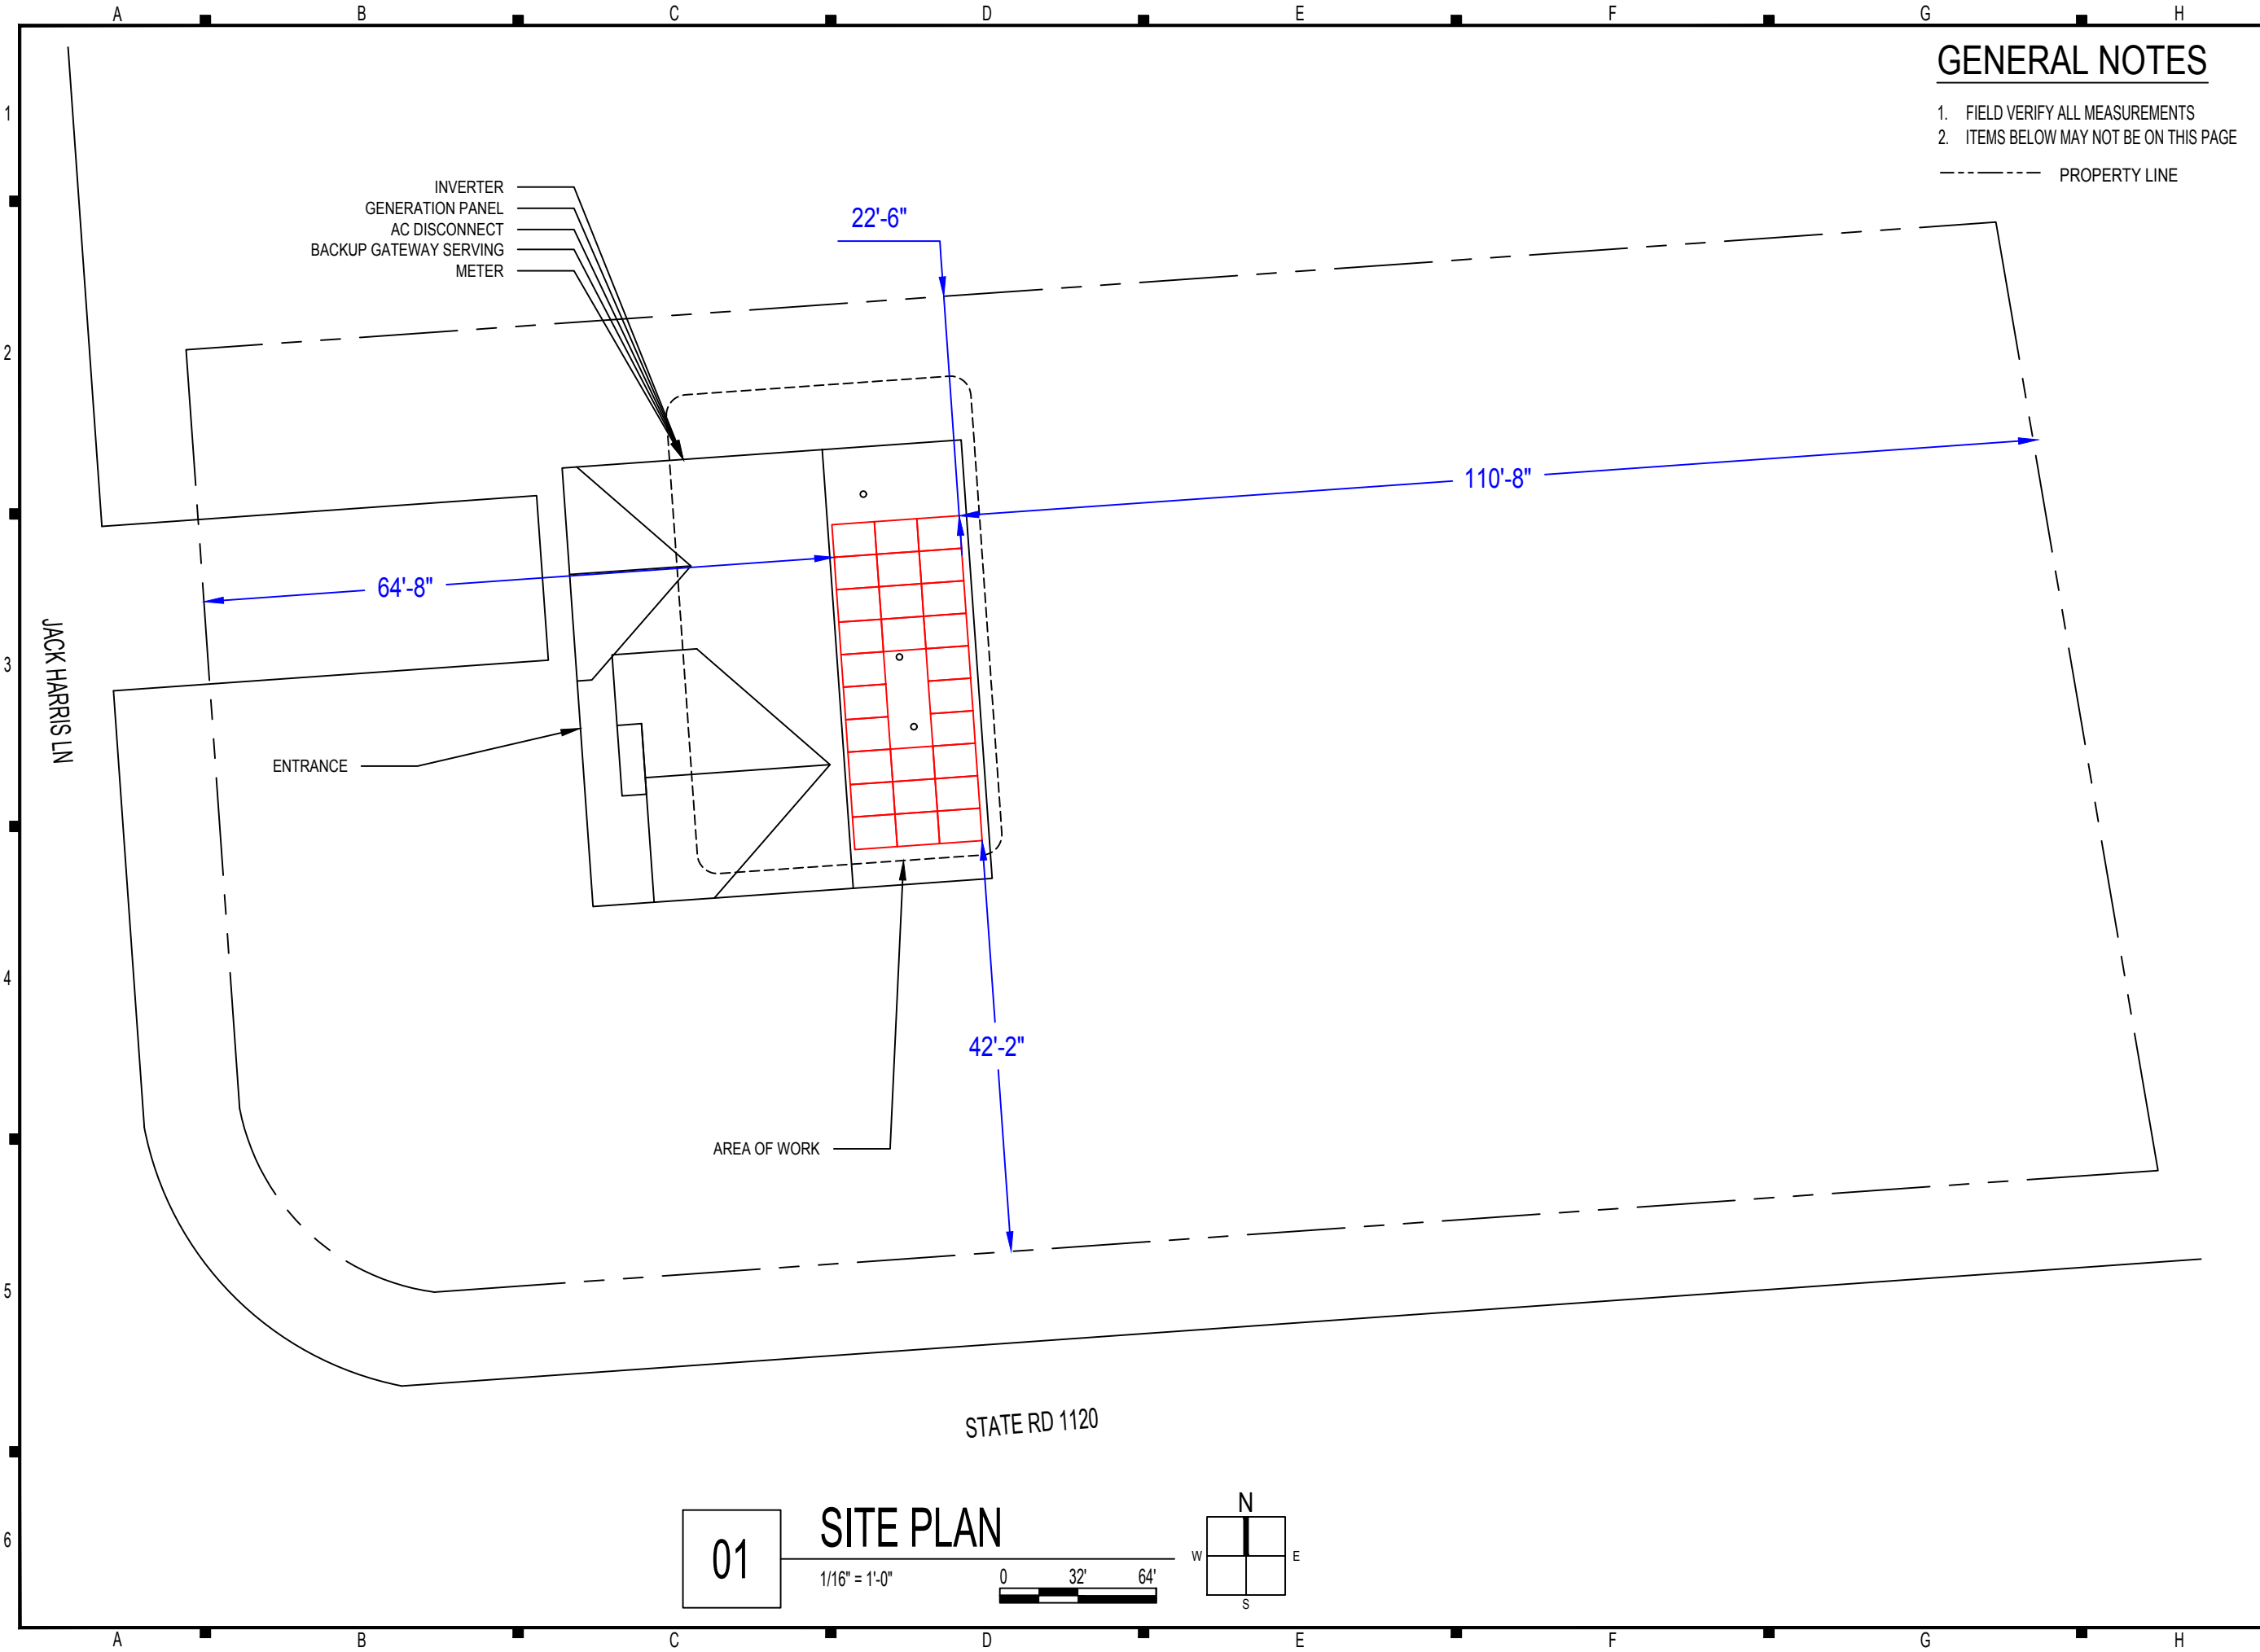 A B C D E F G H
GENERAL NOTES
1. FIELD VERIFY ALL MEASUREMENTS
2. ITEMS BELOW MAY NOT BE ON THIS PAGE
PROPERTY LINE
1
INVERTER
GENERATION PANEL
AC DISCONNECT
BACKUP GATEWAY SERVING
METER
22'-6"
2
110'-8"
64'-8"
3
JACK HARRIS LN
ENTRANCE
4
42'-2"
AREA OF WORK
5
STATE RD 1120
6
01
SITE PLAN
1/16" = 1'-0"
0 32' 64'
N
W E
S
A B C D E F G H